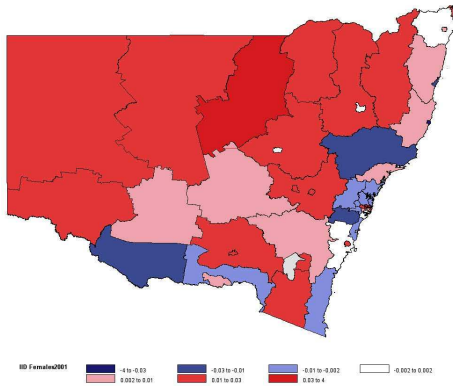 IID Females2001
-4 to -0.03
-0.03 to -0.01
-0.01 to -0.002
-0.002 to 0.002
0.002 to 0.01
0.01 to 0.03
0.03 to 4